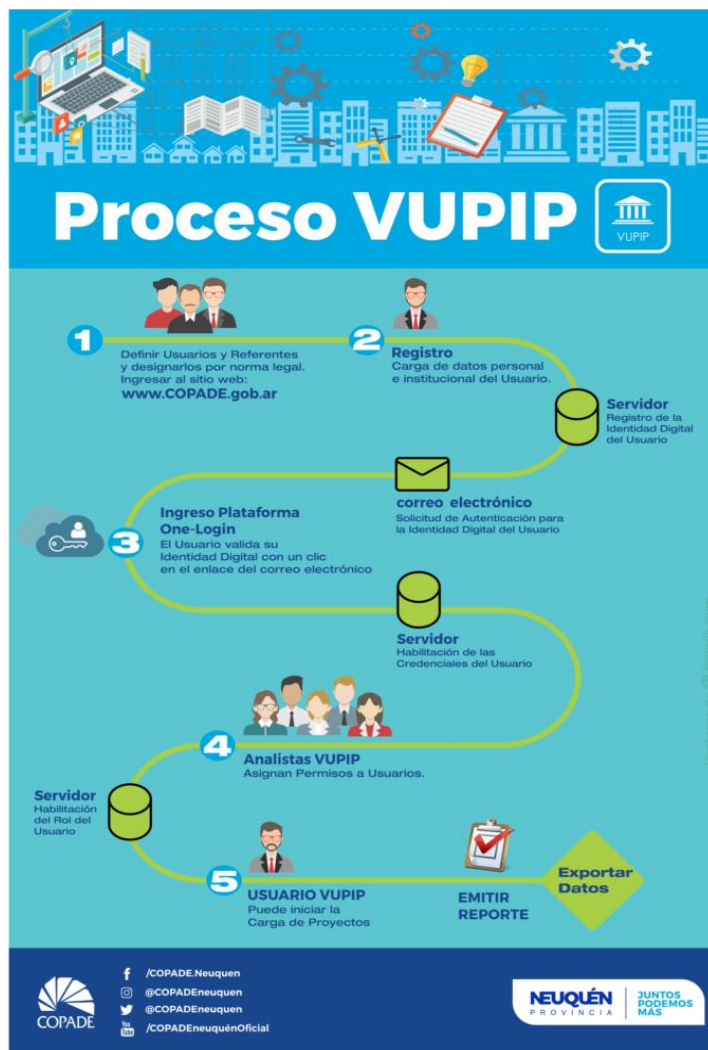 Proceso VUPIP
VUPIP
1
Definir Usuarios y Referentes
y designarlos por norma legal.
Ingresar al sitio web:
www.COPADE.gob.ar
2
Registro
Carga de datos personal
e institucional del Usuario.
Servidor
Registro de la
Identidad Digital
del Usuario
correo electrónico
Solicitud de Autenticación para
la Identidad Digital del Usuario
3
Ingreso Plataforma
One-Login
El Usuario valida su
Identidad Digital con un clic
en el enlace del correo electrónico
Servidor
Habilitación de las
Credenciales del Usuario
4
Analistas VUPIP
Asignan Permisos a Usuarios.
Servidor
Habilitación
del Rol del
Usuario
5
USUARIO VUPIP
Puede iniciar la
Carga de Proyectos
EMITIR
REPORTE
Exportar
Datos
COPADE
/COPADE.Neuquen
@COPADEneuquen
@COPADEneuquen
You Tube
/COPADEneuquénOficial
NEUQUÉN
PROVINCIA
JUNTOS
PODEMOS
MÁS